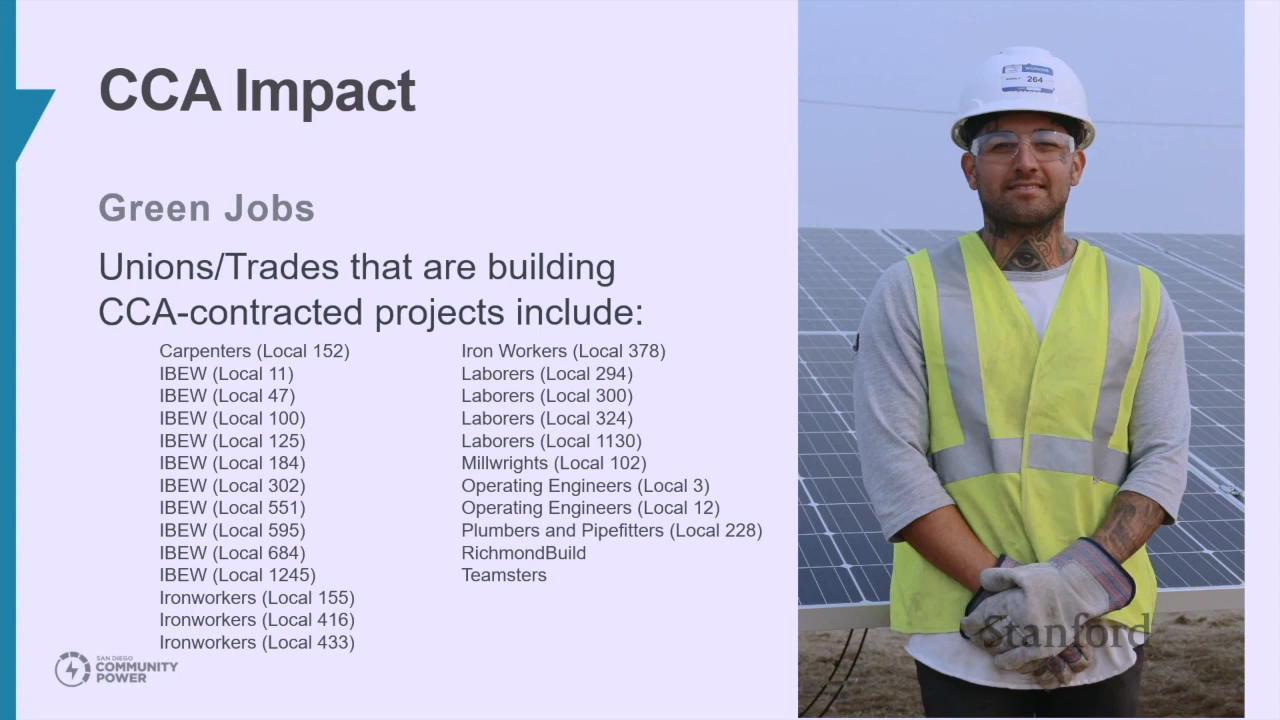 CCA Impact
Green Jobs
Unions/Trades that are building
CCA-contracted projects include:
Carpenters (Local 152)
IBEW (Local 11)
IBEW (Local 47)
IBEW (Local 100)
IBEW (Local 125)
IBEW (Local 184)
IBEW (Local 302)
IBEW (Local 551)
IBEW (Local 595)
IBEW (Local 684)
IBEW (Local 1245)
Ironworkers (Local 155)
Ironworkers (Local 416)
Ironworkers (Local 433)
Iron Workers (Local 378)
Laborers (Local 294)
Laborers (Local 300)
Laborers (Local 324)
Laborers (Local 1130)
Millwrights (Local 102)
Operating Engineers (Local 3)
Operating Engineers (Local 12)
Plumbers and Pipefitters (Local 228)
RichmondBuild
Teamsters
SAN DIEGO
COMMUNITY
POWER
264
Stanford